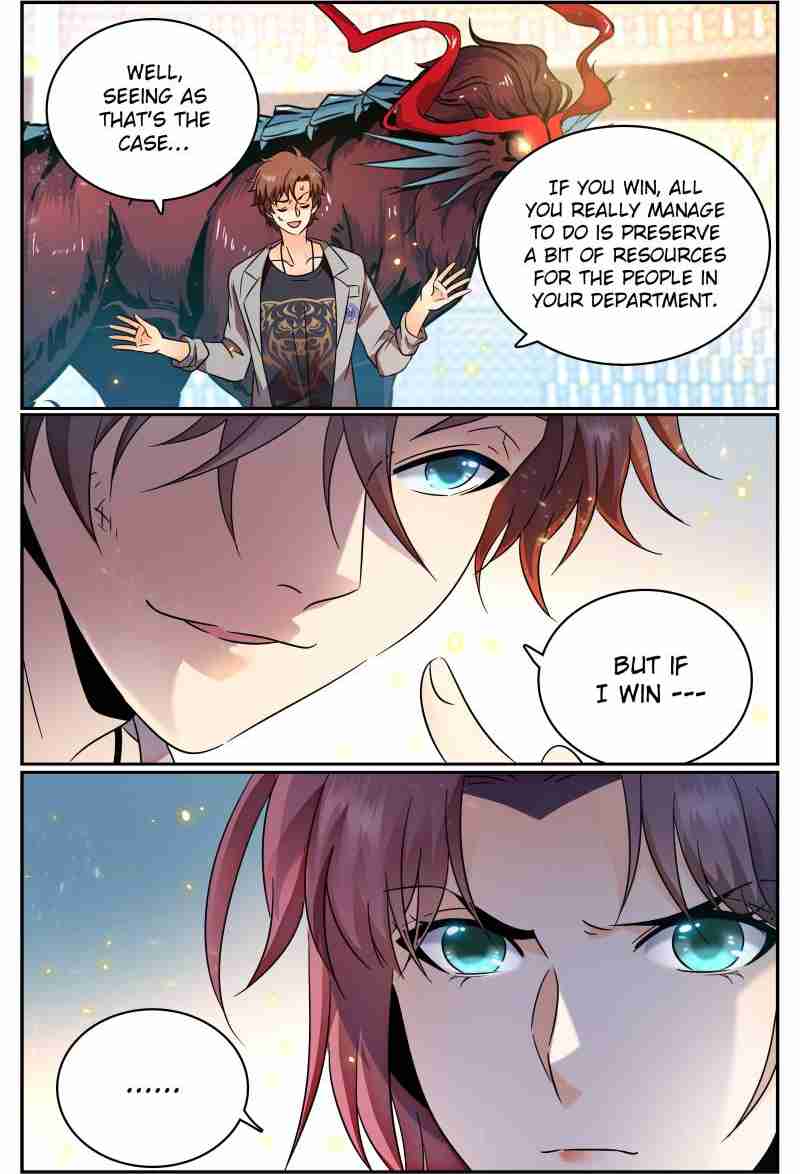 WELL,
SEEING AS
THAT'S THE
CASE...
IF YOU WIN, ALL
YOU REALLY MANAGE
TO DO IS PRESERVE
A BIT OF RESOURCES
FOR THE PEOPLE IN
YOUR DEPARTMENT.
BUT IF
I WIN ---
......